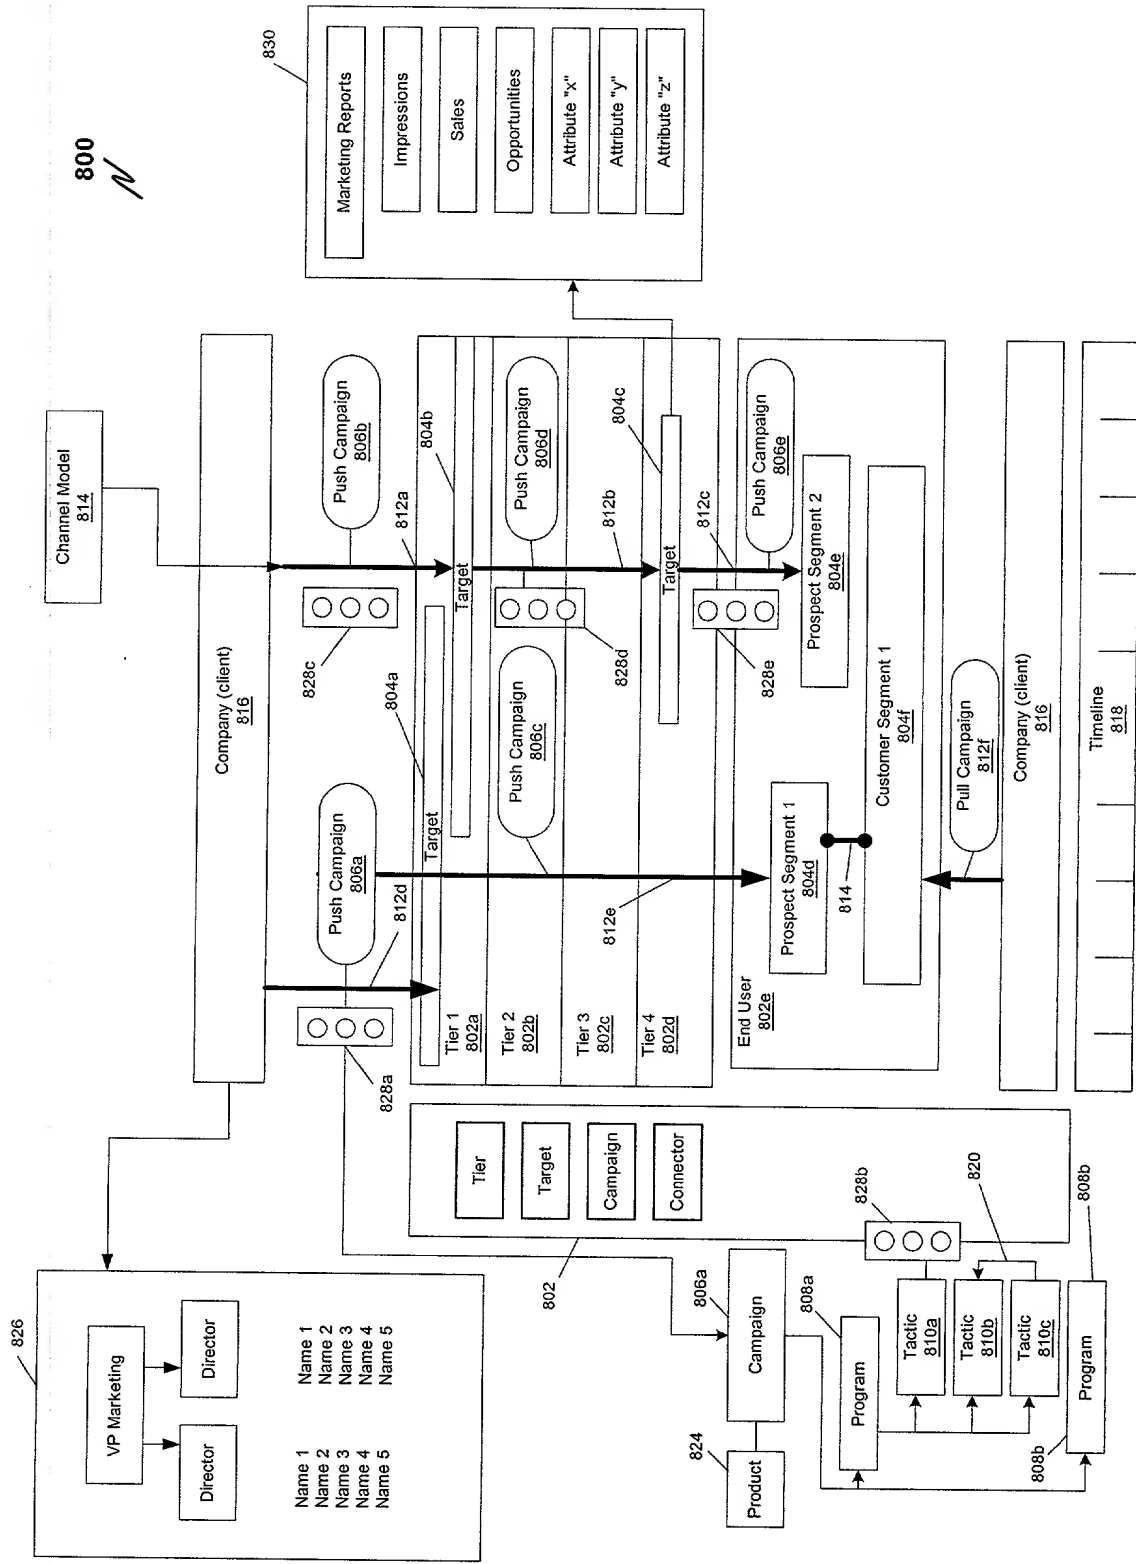 800
826
VP Marketing
Director
Director
Name 1
Name 2
Name 3
Name 4
Name 5
Name 1
Name 2
Name 3
Name 4
Name 5
Channel Model
814
Company (client)
816
830
Marketing Reports
Impressions
Sales
Opportunities
Attribute "x"
Attribute "y"
Attribute "z"
828a
828c
812d
Push Campaign
806a
Push Campaign
806b
812a
804a
804b
Target
Target
Tier 1
802a
Tier 2
802b
Tier 3
802c
Tier 4
802d
Push Campaign
806c
Push Campaign
806d
828d
812b
812e
804c
Target
828e
812c
End User
802e
Push Campaign
806e
Prospect Segment 1
804d
Prospect Segment 2
804e
814
Customer Segment 1
804f
Pull Campaign
812f
Company (client)
816
Timeline
818
802
Tier
Target
Campaign
Connector
806a
Campaign
824
Product
808a
Program
828b
Tactic
810a
Tactic
810b
Tactic
810c
820
808b
Program
808b